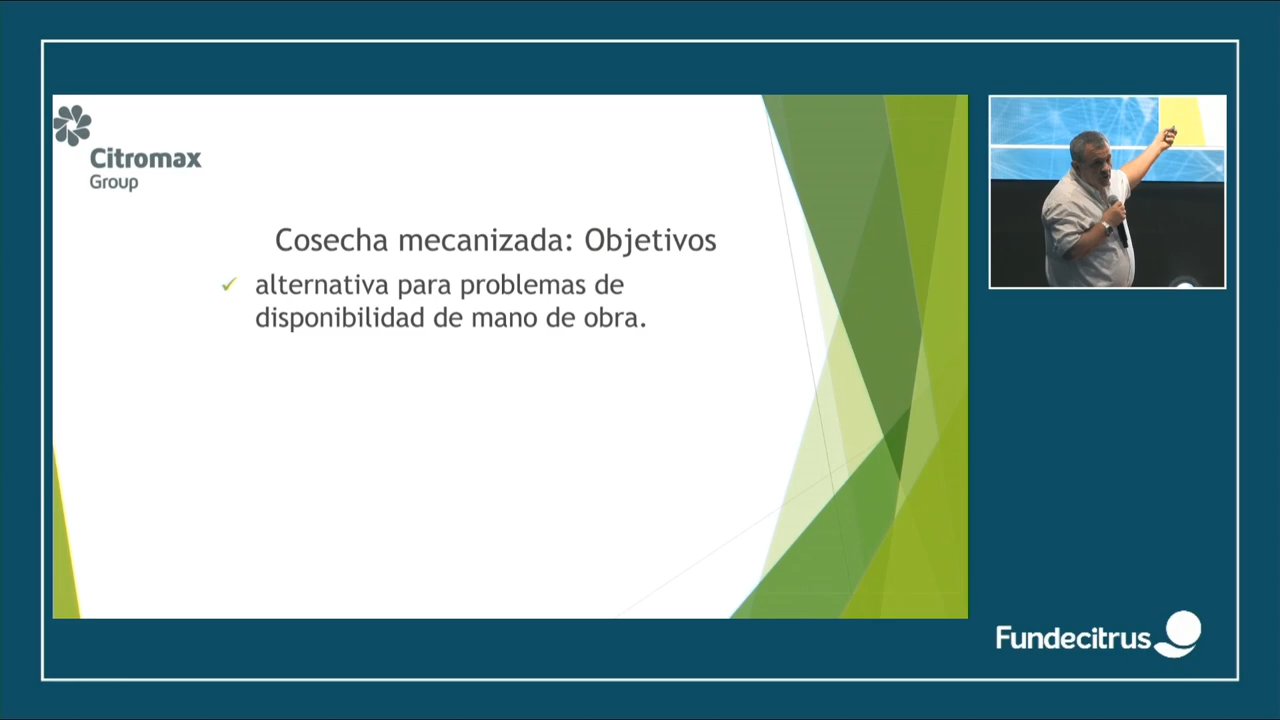 Citromax
Group
Cosecha mecanizada: Objetivos
✓ alternativa para problemas de
disponibilidad de mano de obra.
Fundecitrus